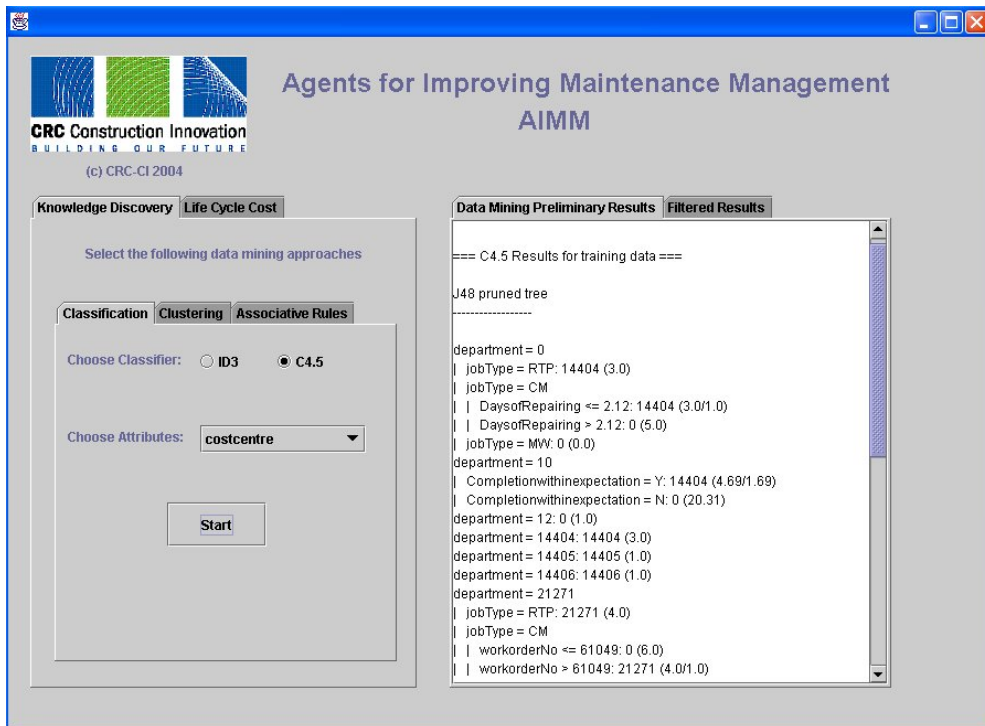 Agents for Improving Maintenance Management
AIMM
CRC Construction Innovation
BUILDING OUR FUTURE
(c) CRC-CI 2004
Knowledge Discovery Life Cycle Cost
Select the following data mining approaches
Classification Clustering Associative Rules
Choose Classifier: ID3 C4.5
Choose Attributes: costcentre
Start
Data Mining Preliminary Results Filtered Results
=== C4.5 Results for training data ===
J48 pruned tree
------------------
department = 0
| jobType = RTP: 14404 (3.0)
| jobType = CM
| | DaysofRepairing <= 2.12: 14404 (3.0/1.0)
| | DaysofRepairing > 2.12: 0 (5.0)
| jobType = MW: 0 (0.0)
department = 10
| Completionwithinexpectation = Y: 14404 (4.69/1.69)
| Completionwithinexpectation = N: 0 (20.31)
department = 12: 0 (1.0)
department = 14404: 14404 (3.0)
department = 14405: 14405 (1.0)
department = 14406: 14406 (1.0)
department = 21271
| jobType = RTP: 21271 (4.0)
| jobType = CM
| | workorderNo <= 61049: 0 (6.0)
| | workorderNo > 61049: 21271 (4.0/1.0)